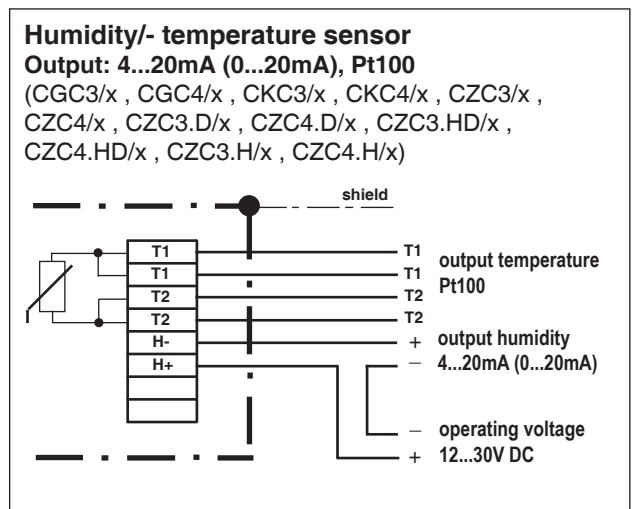 Humidity/- temperature sensor
Output: 4...20mA (0...20mA), Pt100
(CGC3/x , CGC4/x , CKC3/x , CKC4/x , CZC3/x ,
CZC4/x , CZC3.D/x , CZC4.D/x , CZC3.HD/x ,
CZC4.HD/x , CZC3.H/x , CZC4.H/x)
shield
T1 T1 output temperature
T1 T1 Pt100
T2 T2
T2 T2
H- + output humidity
H+ – 4...20mA (0...20mA)
– operating voltage
+ 12...30V DC